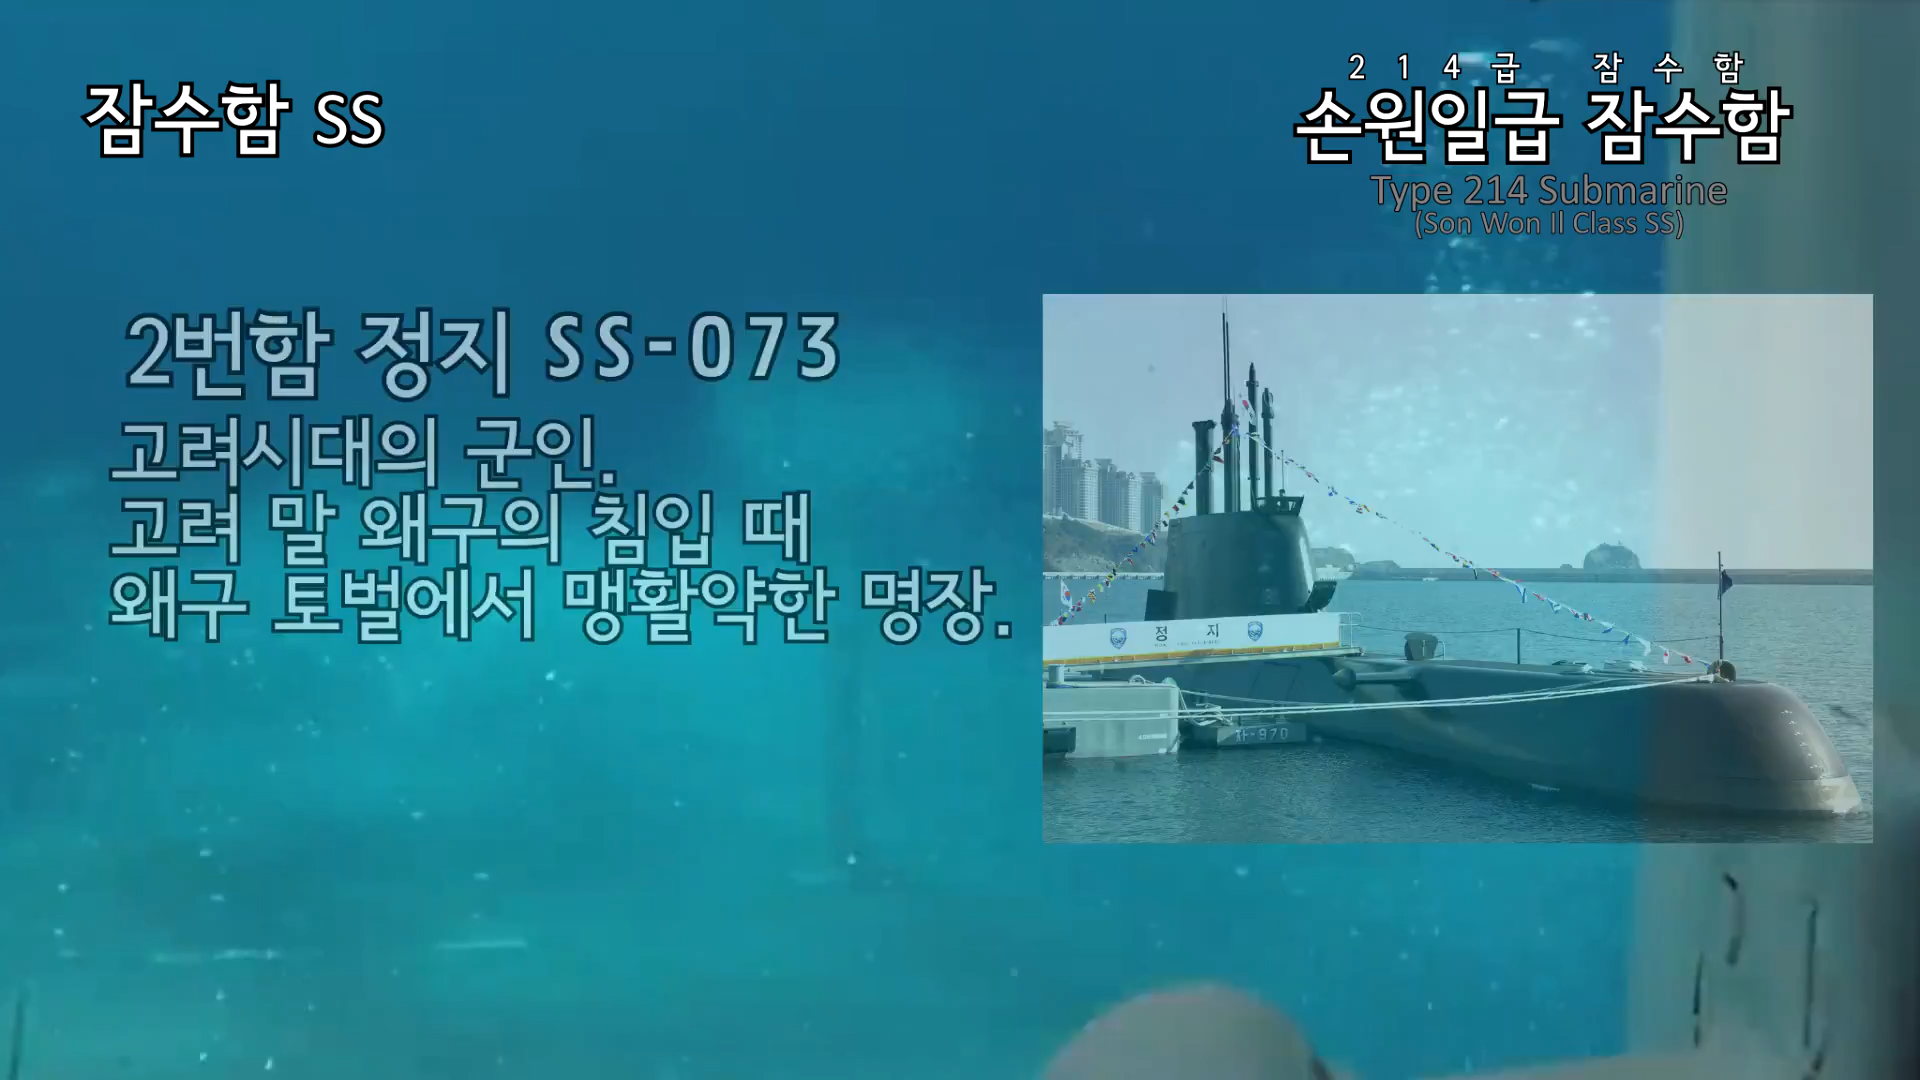 잠수함 SS
214급 잠수함
손원일급 잠수함
Type 214 Submarine
(Son Won Il Class SS)
2번함 정지 SS-073
고려시대의 군인.
고려 말 왜구의 침입 때
왜구 토벌에서 맹활약한 명장.
정 지
차-970